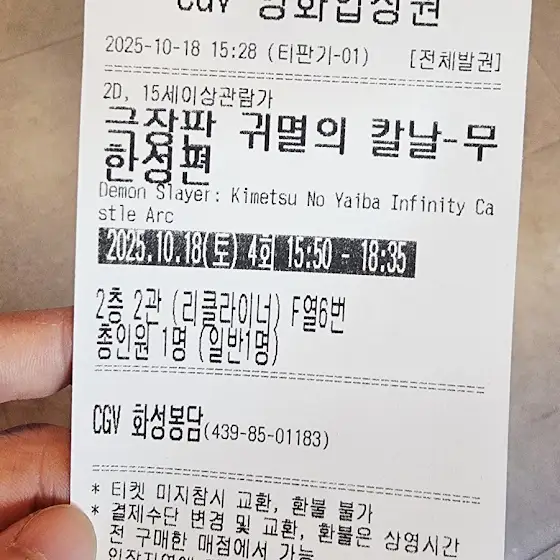 CGV 영화입장권
2025-10-18 15:28 (티판기-01) [전체발권]
2D, 15세이상관람가
극장판 귀멸의 칼날-무
한성편
Demon Slayer: Kimetsu No Yaiba Infinity Ca
stle Arc
2025.10.18(토) 4회 15:50 - 18:35
2층 2관 (리클라이너) F열6번
총인원 1명 (일반1명)
CGV 화성봉담(439-85-01183)
* 티켓 미지참시 교환, 환불 불가
* 결제수단 변경 및 교환, 환불은 상영시간
전 구매한 매점에서 가능